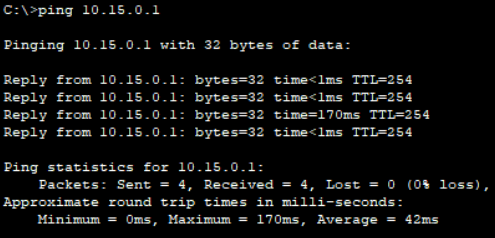 C:\>ping 10.15.0.1
Pinging 10.15.0.1 with 32 bytes of data:
Reply from 10.15.0.1: bytes=32 time<1ms TTL=254
Reply from 10.15.0.1: bytes=32 time<1ms TTL=254
Reply from 10.15.0.1: bytes=32 time=170ms TTL=254
Reply from 10.15.0.1: bytes=32 time<1ms TTL=254
Ping statistics for 10.15.0.1:
Packets: Sent = 4, Received = 4, Lost = 0 (0% loss),
Approximate round trip times in milli-seconds:
Minimum = 0ms, Maximum = 170ms, Average = 42ms